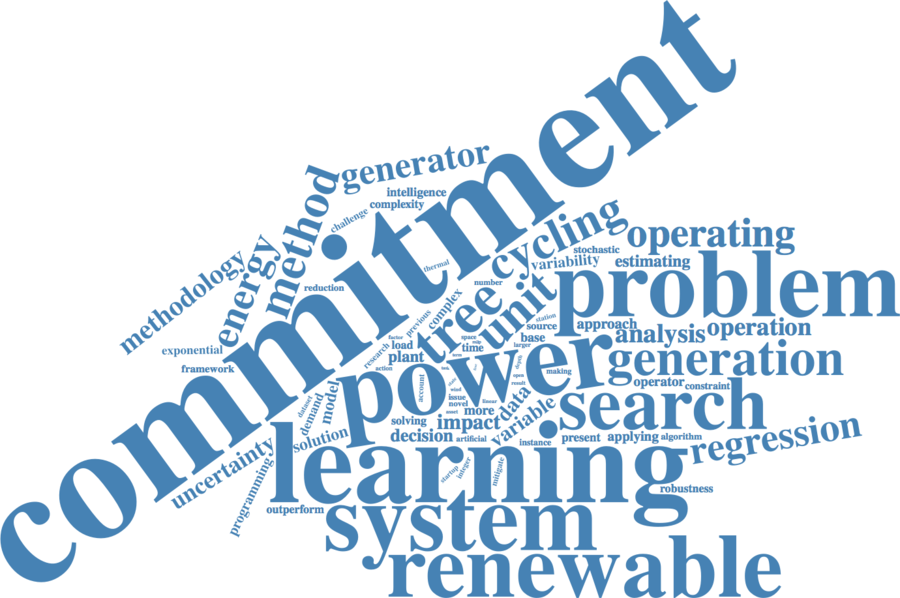 commitment
generator
intelligence
complexity
method
challenge
energy
methodology
thermal
cycling
operating
stochastic
variability
estimating
reduction
number
problem
complex
tree
unit
previous
exponential
framework
station
source
approach
analysis
operation
factor
load
space
time
base
larger
research
plant
power
generation
action
account
making
operator
constraint
depth
open
result
wind
issue
novel
linear
more
data
search
dataset
demand
model
solving
impact
variable
decision
artificial
instance
present
applying
algorithm
regression
uncertainty
solution
learning
programming
startup
integer
mitigate
robustness
outperform
system
renewable